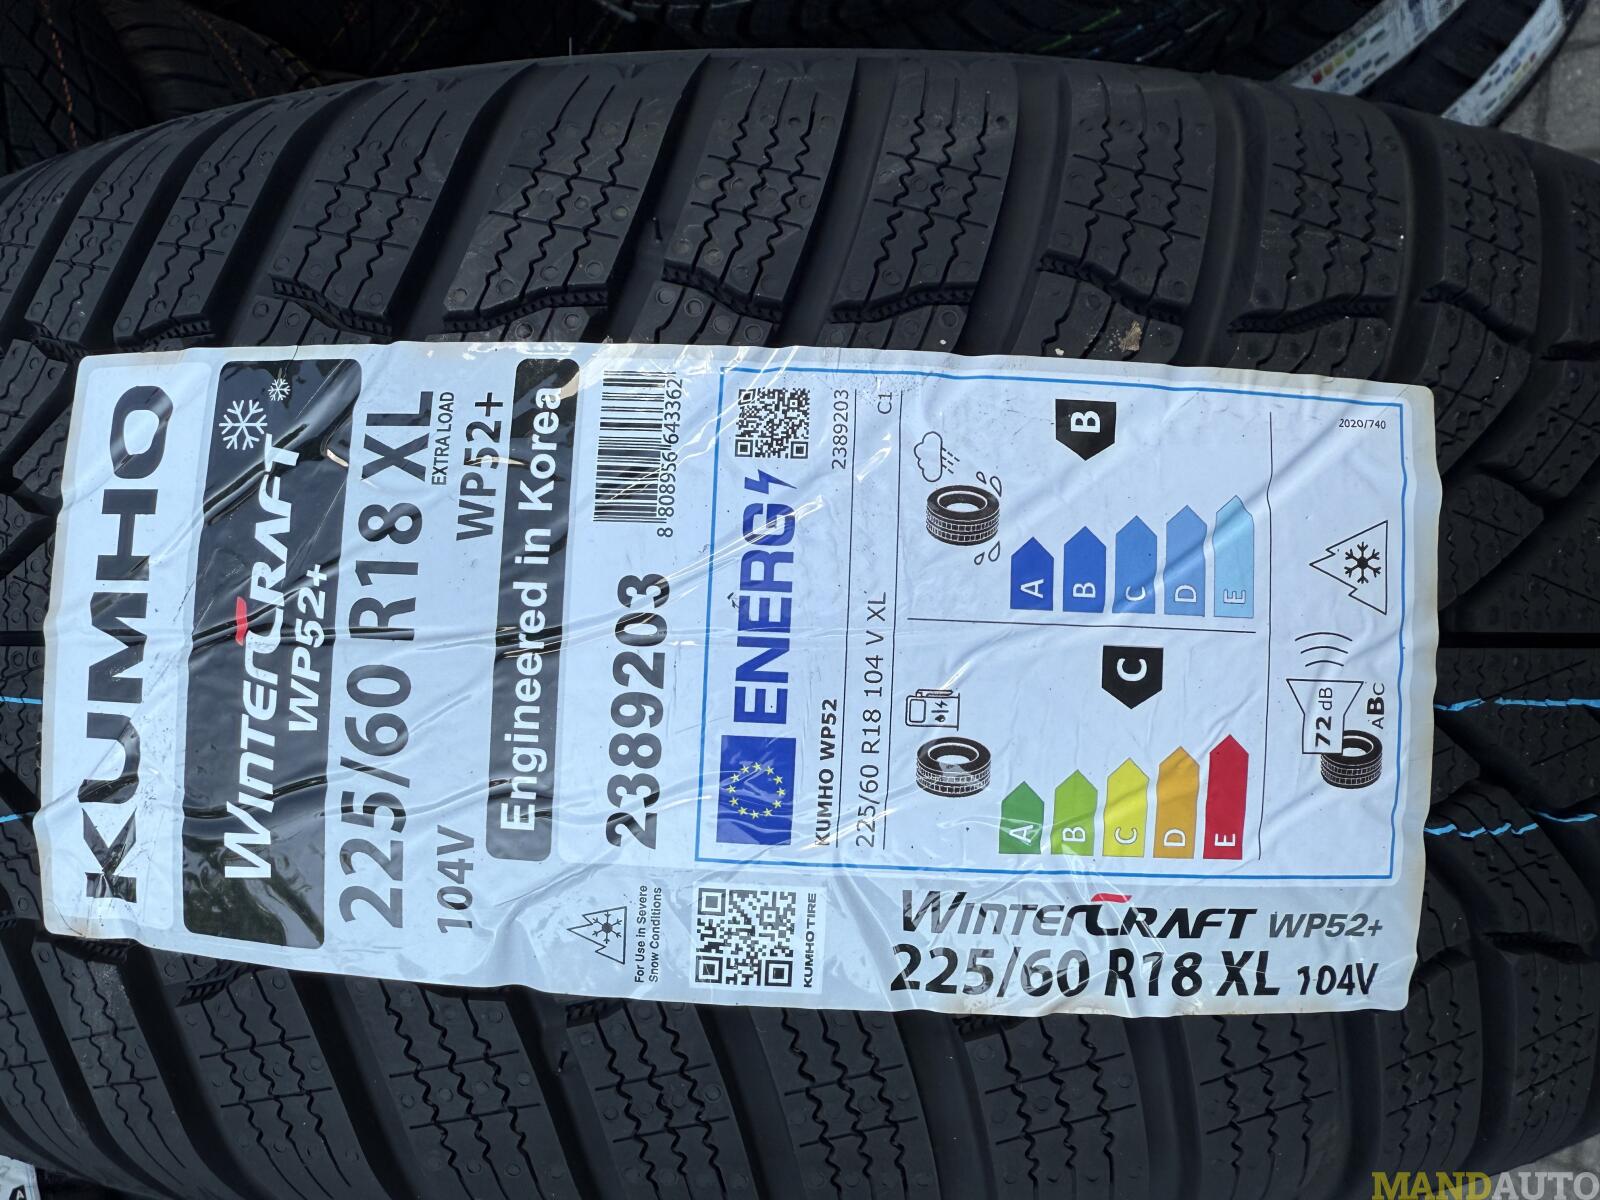 KUMHO
WINTERCRAFT
WP52+
225/60 R18 XL
EXTRA LOAD
104V
WP52+
Engineered in Korea
2389203
8 808956 643362
For Use in Severe
Snow Conditions
KUMHO TIRE
ENERG
KUMHO WP52
2389203
225/60 R18 104 V XL
C1
A
B
C
D
E
C
A
B
C
D
E
B
72 dB
ABC
2020/740
WINTERCRAFT WP52+
225/60 R18 XL 104V
MANDAUTO